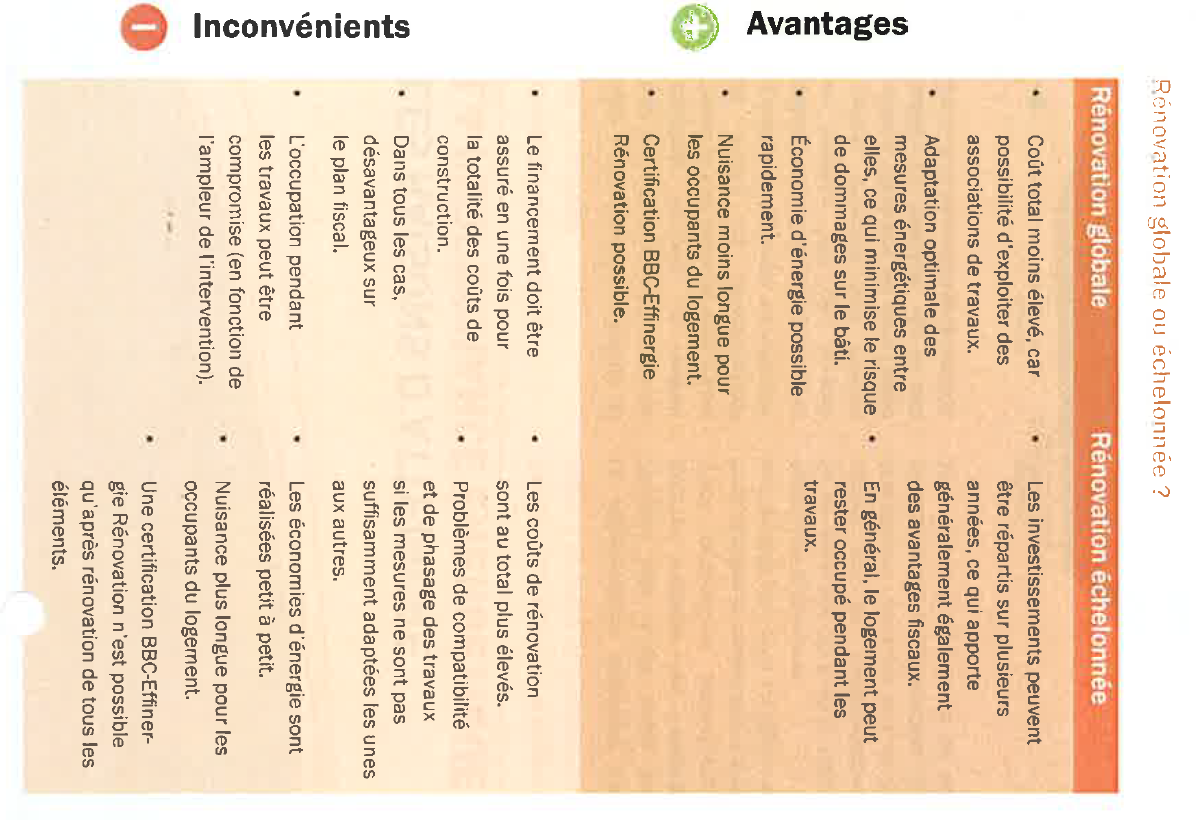 Rénovation globale ou échelonnée ?
Rénovation globale
Rénovation échelonnée
Avantages
• Coût total moins élevé, car
possibilité d'exploiter des
associations de travaux.
• Adaptation optimale des
mesures énergétiques entre
elles, ce qui minimise le risque
de dommages sur le bâti.
• Économie d'énergie possible
rapidement.
• Nuisance moins longue pour
les occupants du logement.
• Certification BBC-Effinergie
Rénovation possible.
• Les investissements peuvent
être répartis sur plusieurs
années, ce qui apporte
généralement également
des avantages fiscaux.
• En général, le logement peut
rester occupé pendant les
travaux.
Inconvénients
• Le financement doit être
assuré en une fois pour
la totalité des coûts de
construction.
• Dans tous les cas,
désavantageux sur
le plan fiscal.
• L'occupation pendant
les travaux peut être
compromise (en fonction de
l'ampleur de l'intervention).
• Les coûts de rénovation
sont au total plus élevés.
• Problèmes de compatibilité
et de phasage des travaux
si les mesures ne sont pas
suffisamment adaptées les unes
aux autres.
• Les économies d'énergie sont
réalisées petit à petit.
• Nuisance plus longue pour les
occupants du logement.
• Une certification BBC-Effiner-
gie Rénovation n'est possible
qu'après rénovation de tous les
éléments.